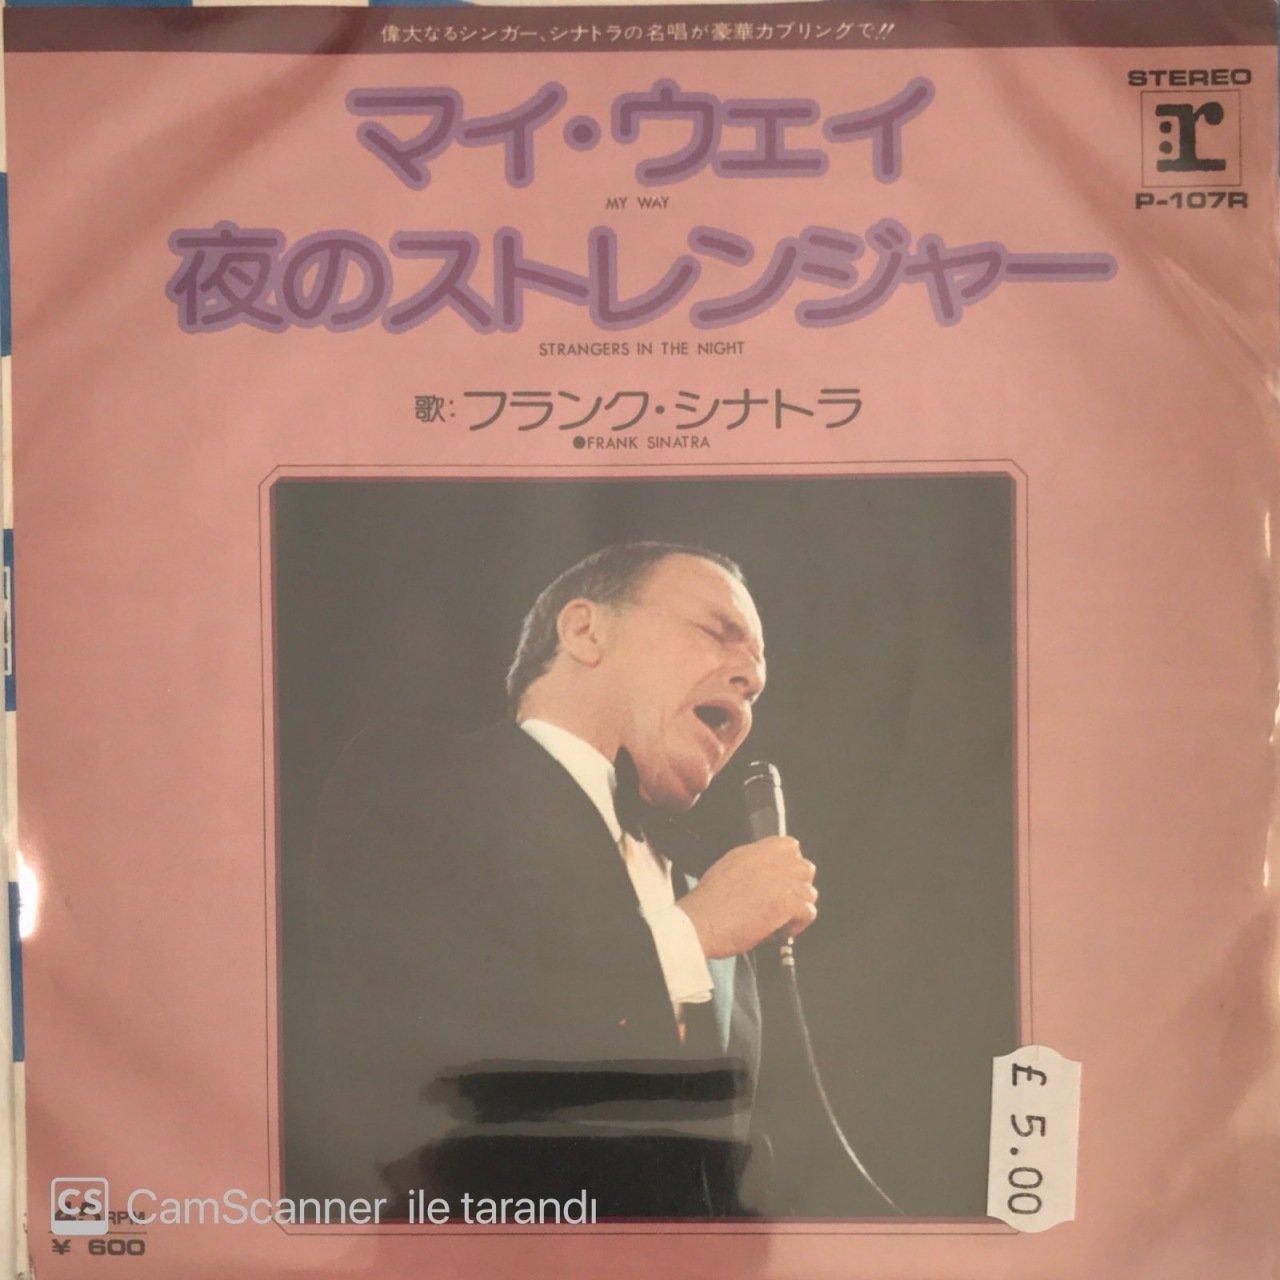 偉大なるシンガー、シナトラの名唱が豪華カプリングで!!
マイ・ウェイ
MY WAY
STEREO
r
P-107R
夜のストレンジャー
STRANGERS IN THE NIGHT
歌:フランク・シナトラ
●FRANK SINATRA
£ 5.00
CS CamScanner ile tarandı
RPM
¥ 600